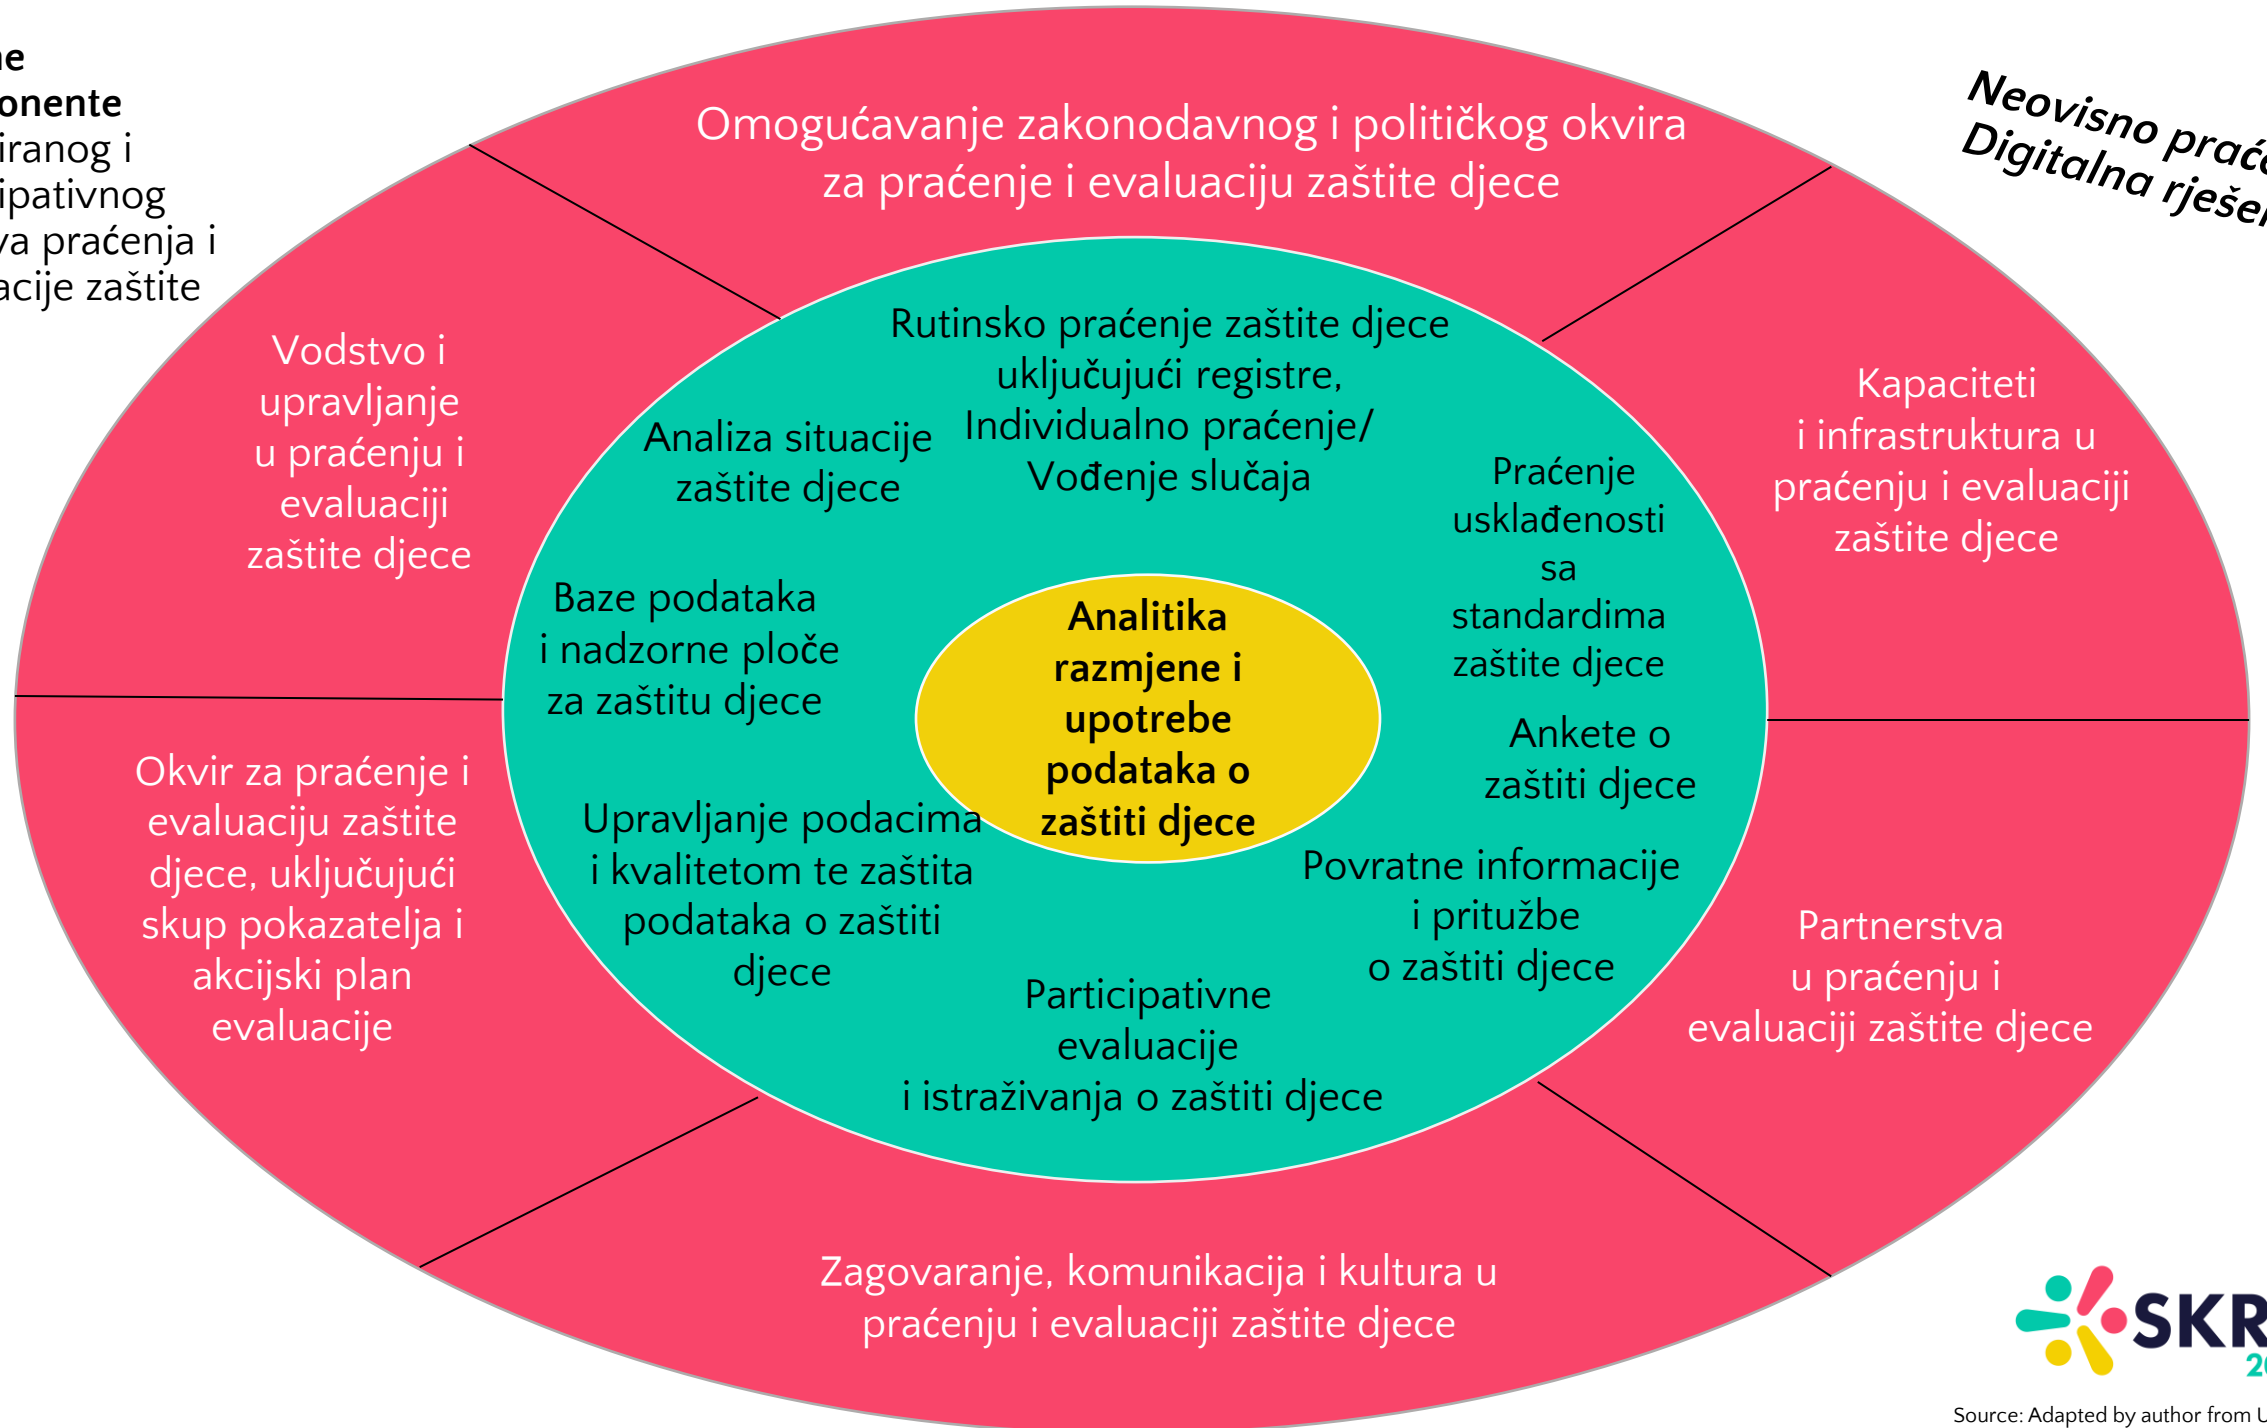 ne
onente
iranog i
ipativnog
va praćenja i
acije zaštite
Omogućavanje zakonodavnog i političkog okvira
za praćenje i evaluaciju zaštite djece
Neovisno praće
Digitalna rješe
Vodstvo i
upravljanje
u praćenju i
evaluaciji
zaštite djece
Analiza situacije
zaštite djece
Rutinsko praćenje zaštite djece
uključujući registre,
Individualno praćenje/
Vođenje slučaja
Praćenje
usklađenosti
sa
standardima
zaštite djece
Kapaciteti
i infrastruktura u
praćenju i evaluaciji
zaštite djece
Baze podataka
i nadzorne ploče
za zaštitu djece
Analitika
razmjene i
upotrebe
podataka o
zaštiti djece
Ankete o
zaštiti djece
Okvir za praćenje i
evaluaciju zaštite
djece, uključujući
skup pokazatelja i
akcijski plan
evaluacije
Upravljanje podacima
i kvalitetom te zaštita
podataka o zaštiti
djece
Povratne informacije
i pritužbe
o zaštiti djece
Partnerstva
u praćenju i
evaluaciji zaštite djece
Participativne
evaluacije
i istraživanja o zaštiti djece
Zagovaranje, komunikacija i kultura u
praćenju i evaluaciji zaštite djece
SKR
Source: Adapted by author from